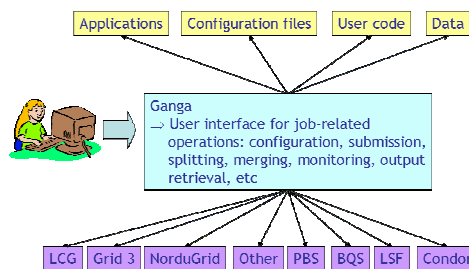 Applications
Configuration files
User code
Data
Ganga
⇒ User interface for job-related
operations: configuration, submission,
splitting, merging, monitoring, output
retrieval, etc
LCG
Grid 3
NorduGrid
Other
PBS
BQS
LSF
Condor